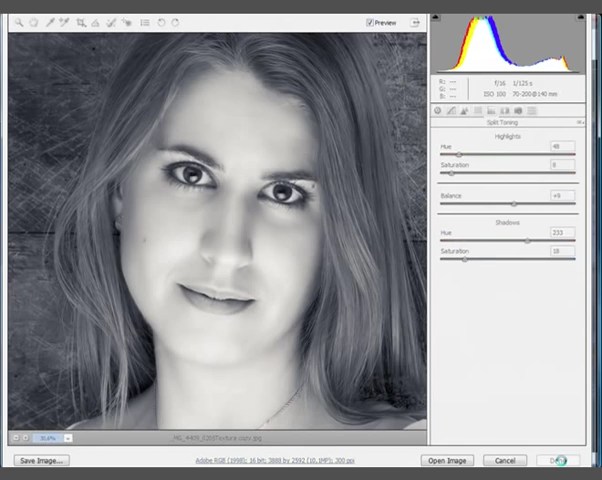 Preview
R: ---
G: ---
B: ---
f/16 1/125 s
ISO 100 70-200@140 mm
Split Toning
Highlights
Hue 48
Saturation 8
Balance +9
Shadows
Hue 233
Saturation 18
Save Image...
Adobe RGB (1998); 16 bit; 3888 by 2592 (10.1MP); 300 ppi
Open Image
Cancel